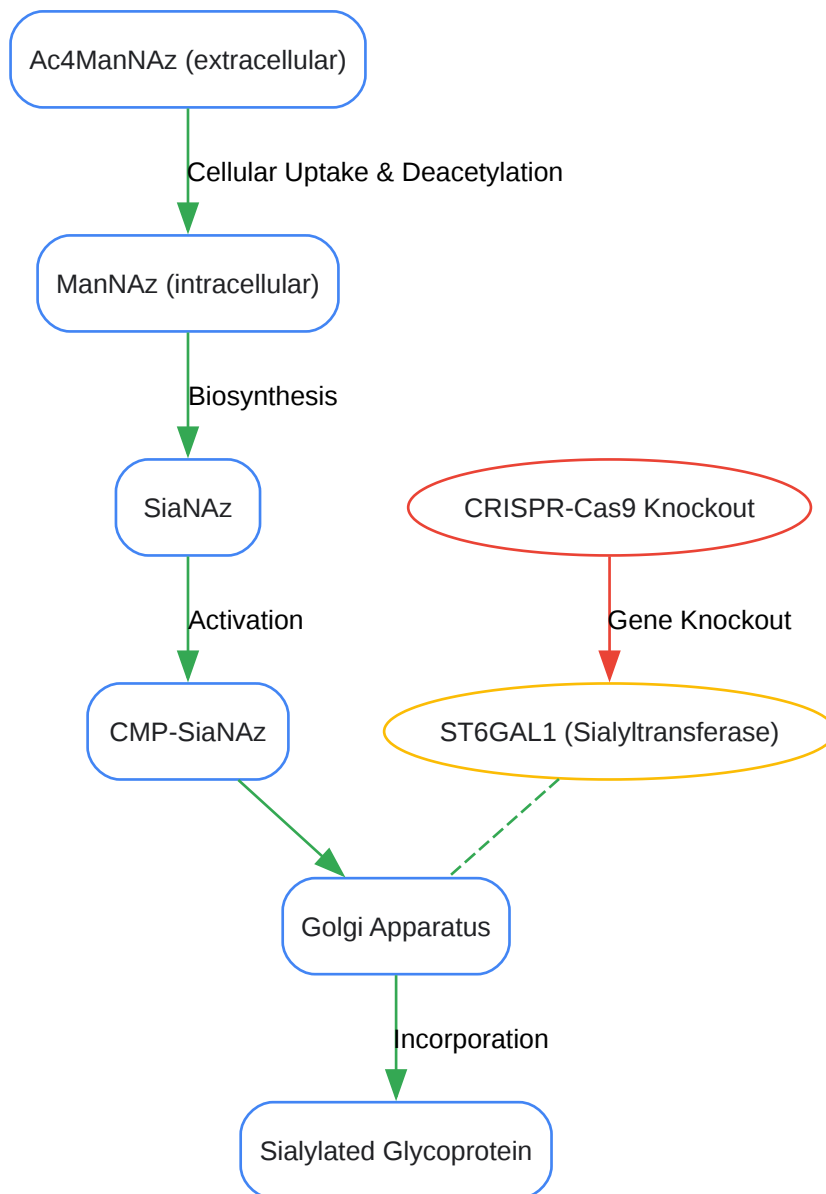 Ac4ManNAz (extracellular)
Cellular Uptake & Deacetylation
ManNAz (intracellular)
Biosynthesis
SiaNAz
CRISPR-Cas9 Knockout
Activation
Gene Knockout
CMP-SiaNAz
ST6GAL1 (Sialyltransferase)
Golgi Apparatus
Incorporation
Sialylated Glycoprotein